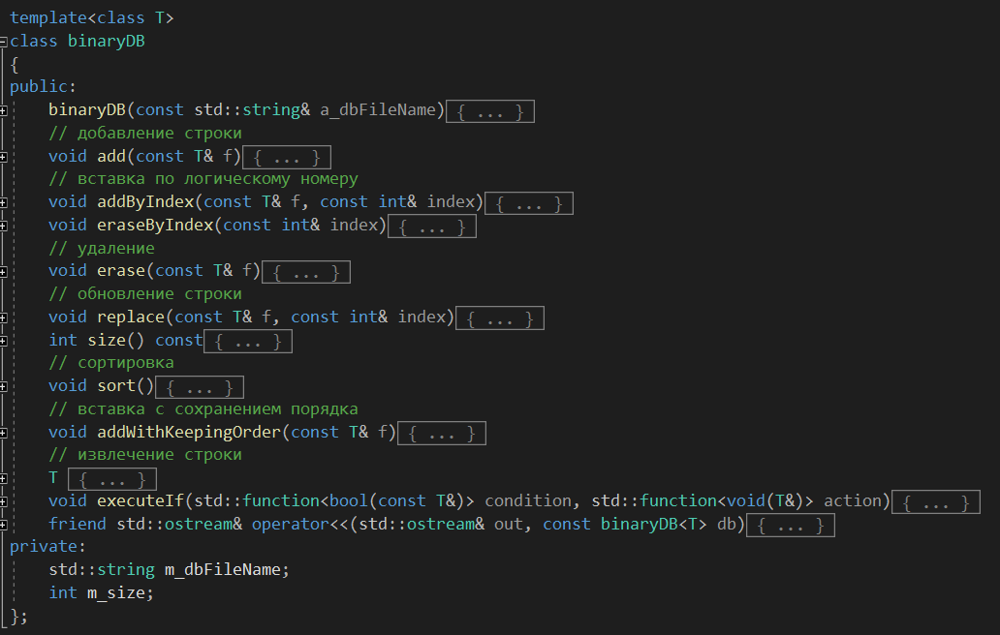 template<class T>
class binaryDB
{
public:
    binaryDB(const std::string& a_dbFileName){ ... }
    // добавление строки
    void add(const T& f){ ... }
    // вставка по логическому номеру
    void addByIndex(const T& f, const int& index){ ... }
    void eraseByIndex(const int& index){ ... }
    // удаление
    void erase(const T& f){ ... }
    // обновление строки
    void replace(const T& f, const int& index){ ... }
    int size() const{ ... }
    // сортировка
    void sort(){ ... }
    // вставка с сохранением порядка
    void addWithKeepingOrder(const T& f){ ... }
    // извлечение строки
    T { ... }
    void executeIf(std::function<bool(const T&)> condition, std::function<void(T&)> action){ ... }
    friend std::ostream& operator<<(std::ostream& out, const binaryDB<T> db){ ... }
private:
    std::string m_dbFileName;
    int m_size;
};